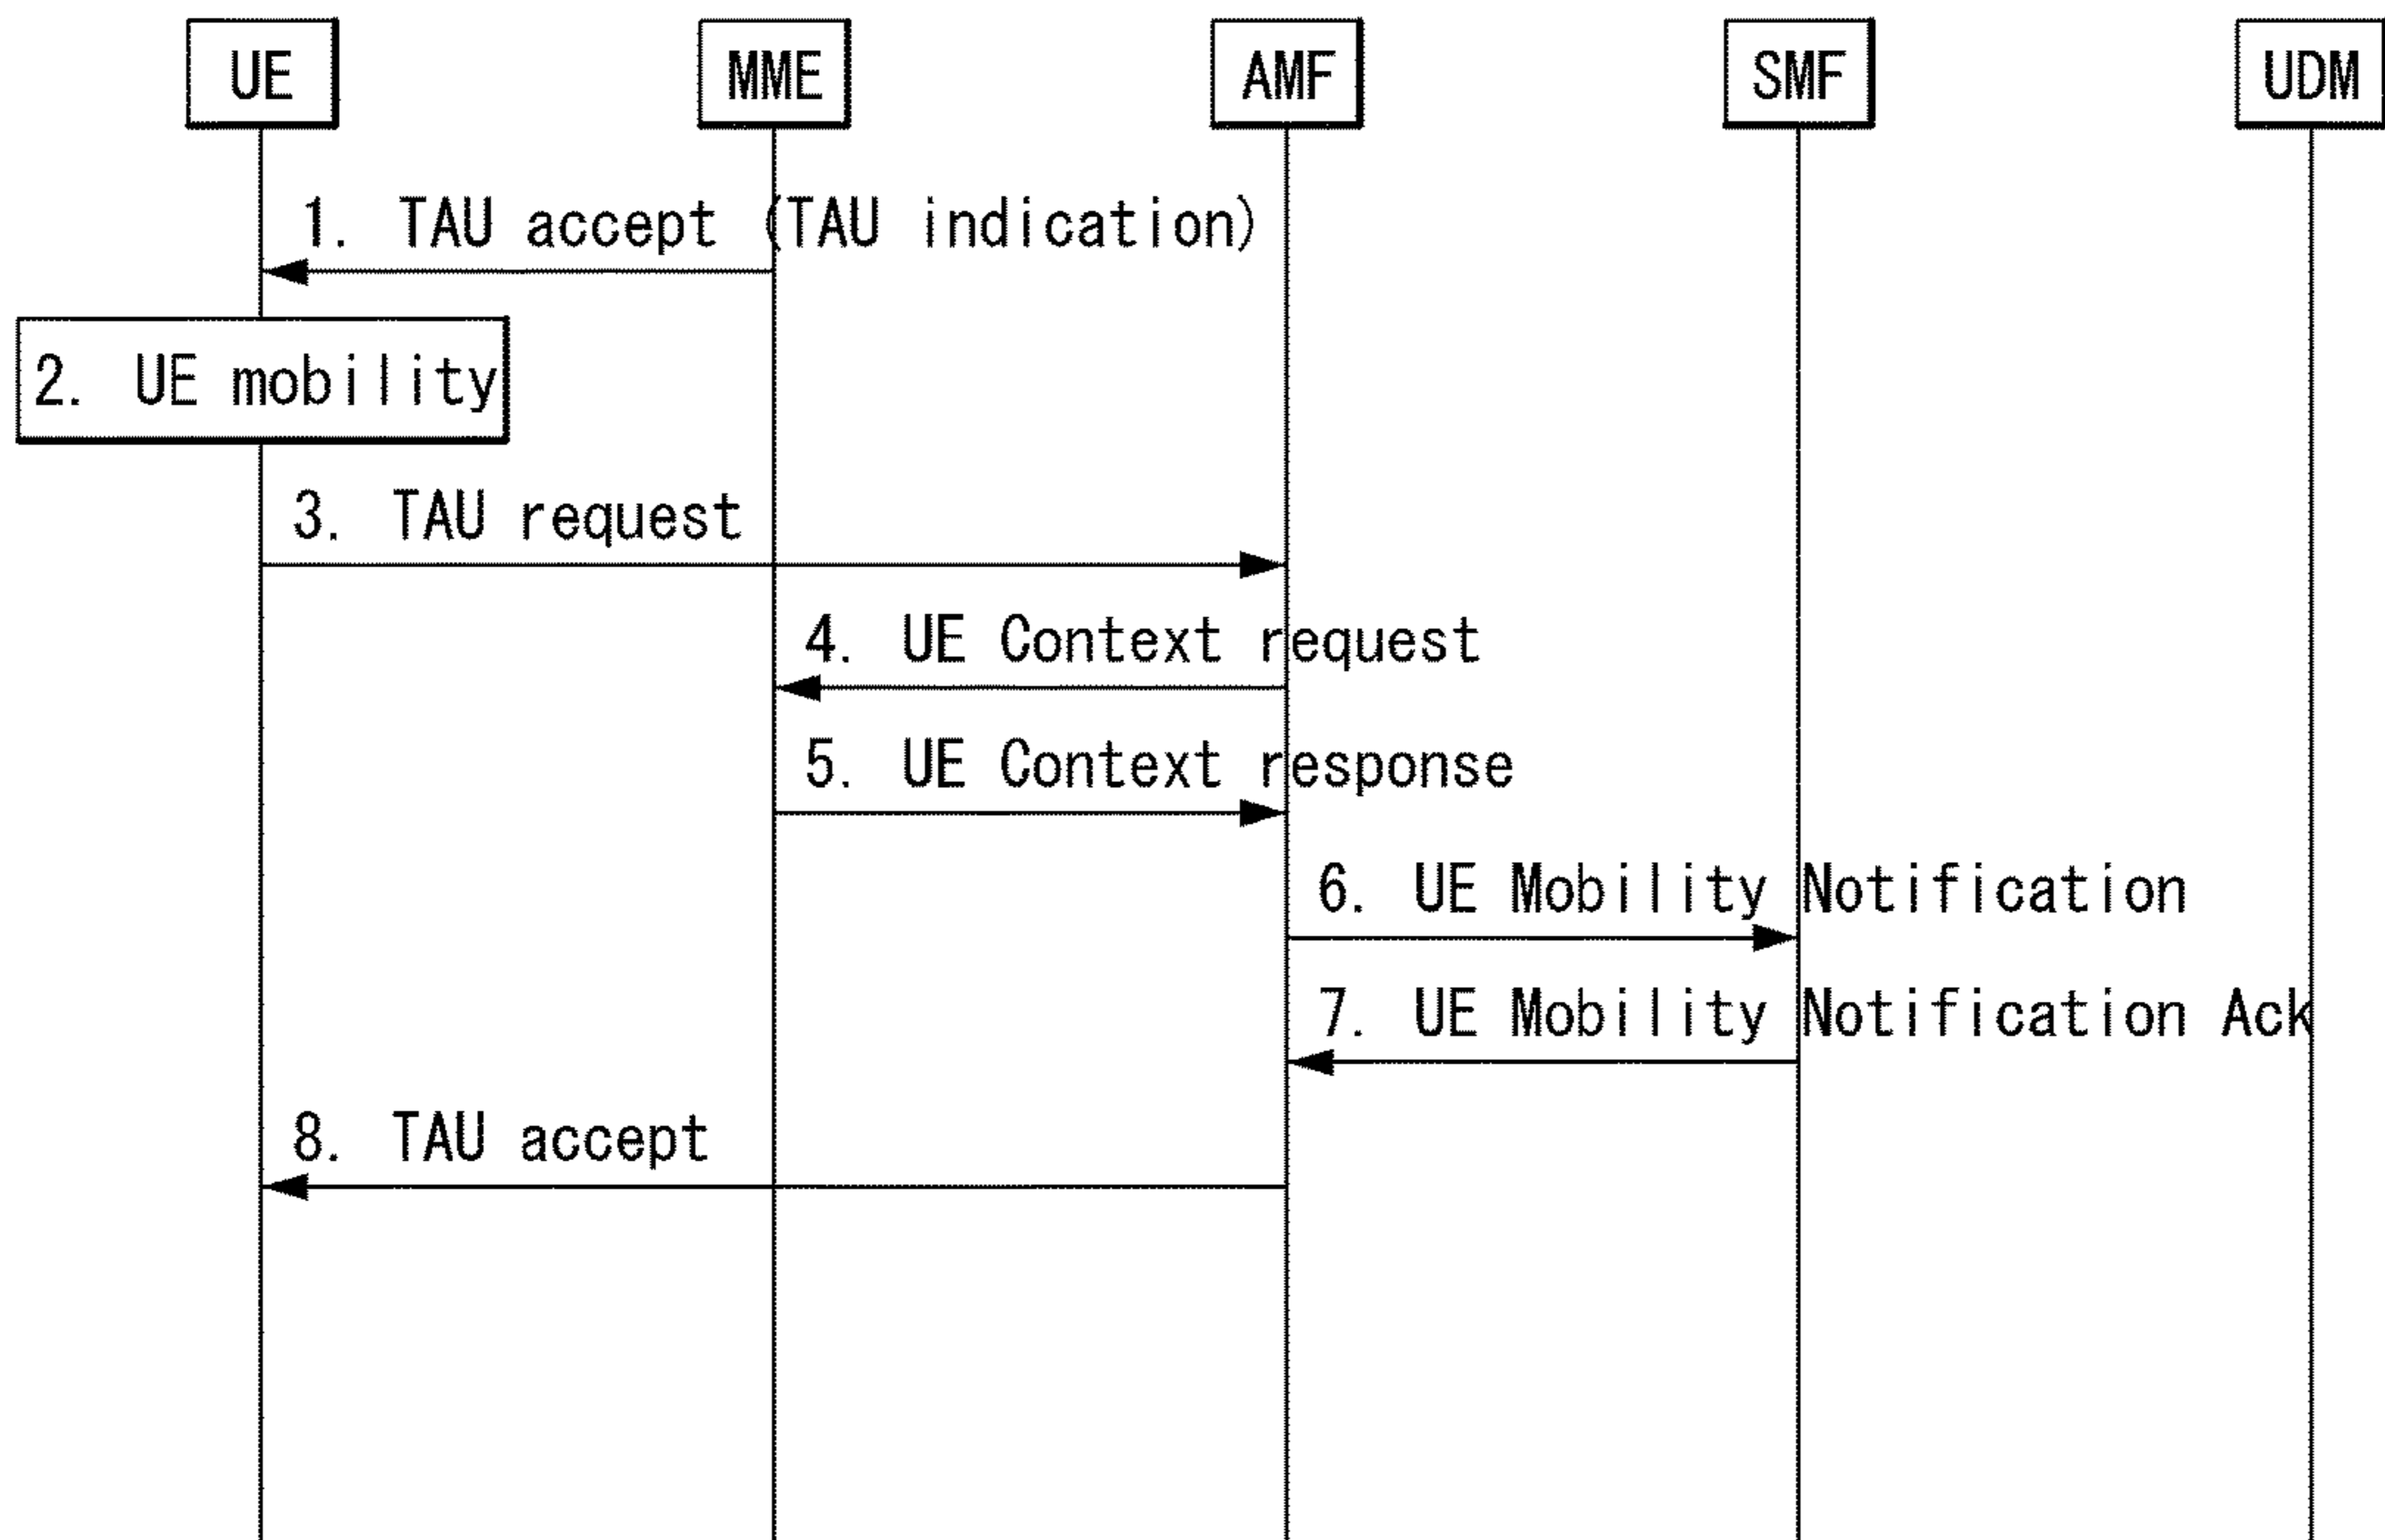 UE MME AMF SMF UDM
1. TAU accept (TAU indication)
2. UE mobility
3. TAU request
4. UE Context request
5. UE Context response
6. UE Mobility Notification
7. UE Mobility Notification Ack
8. TAU accept